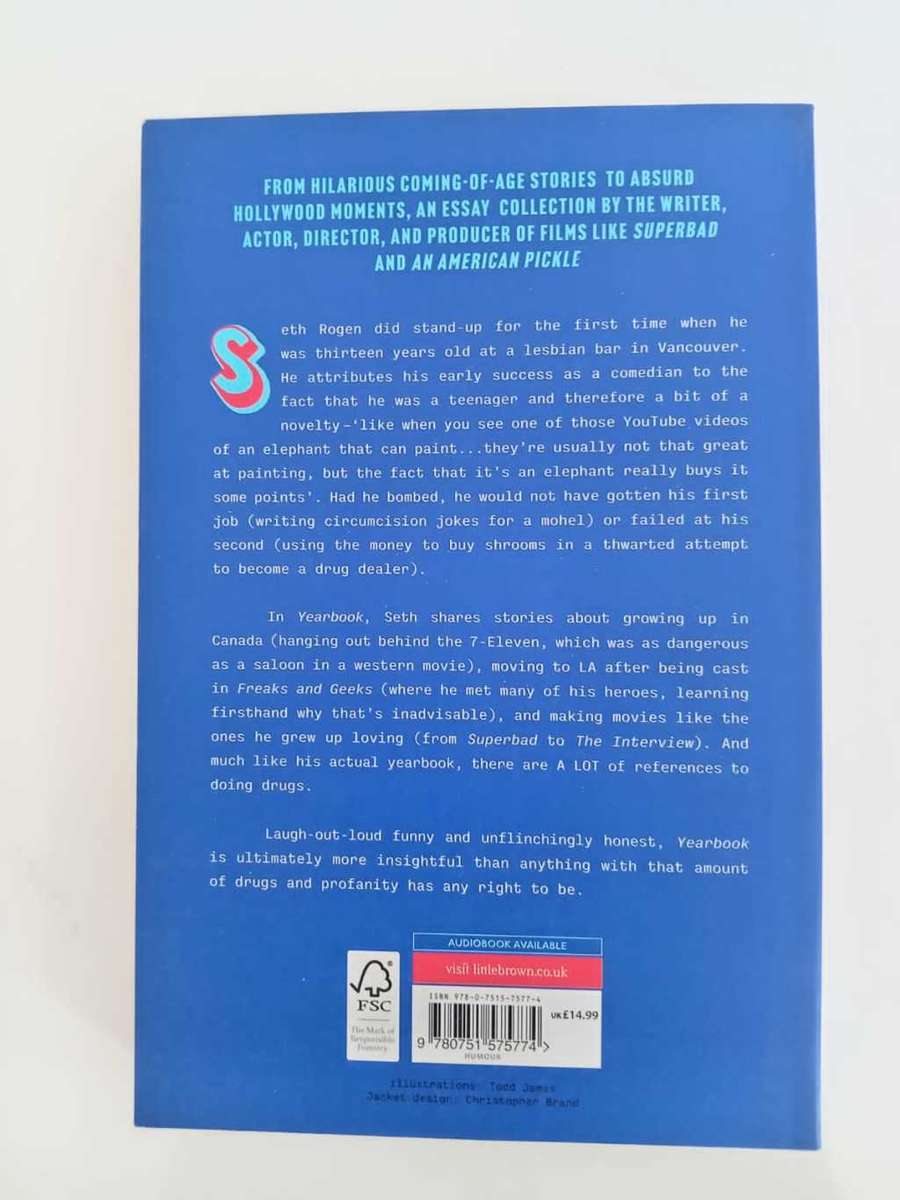 FROM HILARIOUS COMING-OF-AGE STORIES TO ABSURD
HOLLYWOOD MOMENTS, AN ESSAY COLLECTION BY THE WRITER,
ACTOR, DIRECTOR, AND PRODUCER OF FILMS LIKE SUPERBAD
AND AN AMERICAN PICKLE
Seth Rogen did stand-up for the first time when he
was thirteen years old at a lesbian bar in Vancouver.
He attributes his early success as a comedian to the
fact that he was a teenager and therefore a bit of a
novelty–‘like when you see one of those YouTube videos
of an elephant that can paint...they're usually not that great
at painting, but the fact that it's an elephant really buys it
some points'. Had he bombed, he would not have gotten his first
job (writing circumcision jokes for a mohel) or failed at his
second (using the money to buy shrooms in a thwarted attempt
to become a drug dealer).
In Yearbook, Seth shares stories about growing up in
Canada (hanging out behind the 7-Eleven, which was as dangerous
as a saloon in a western movie), moving to LA after being cast
in Freaks and Geeks (where he met many of his heroes, learning
firsthand why that's inadvisable), and making movies like the
ones he grew up loving (from Superbad to The Interview). And
much like his actual yearbook, there are A LOT of references to
doing drugs.
Laugh-out-loud funny and unflinchingly honest, Yearbook
is ultimately more insightful than anything with that amount
of drugs and profanity has any right to be.
AUDIOBOOK AVAILABLE
visit littlebrown.co.uk
ISBN 978-0-7515-7577-4
UK£14.99
9 780751 575774 >
HUMOUR
FSC
The Mark of
Responsible
Forestry
Illustrations: Todd James
Jacket design: Christopher Brand